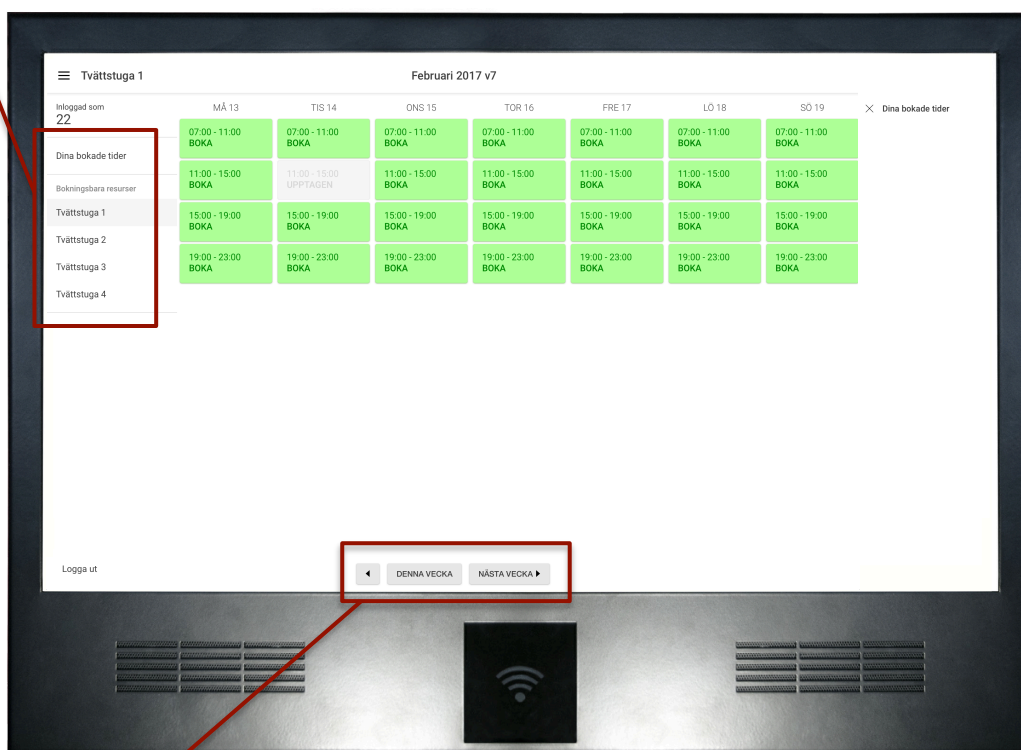 Tvättstuga 1
Februari 2017 v7
Inloggad som
22
Dina bokade tider
Bokningsbara resurser
Tvättstuga 1
Tvättstuga 2
Tvättstuga 3
Tvättstuga 4
Logga ut
MÅ 13 TIS 14 ONS 15 TOR 16 FRE 17 LÖ 18 SÖ 19
07:00 - 11:00 07:00 - 11:00 07:00 - 11:00 07:00 - 11:00 07:00 - 11:00 07:00 - 11:00 07:00 - 11:00
BOKA BOKA BOKA BOKA BOKA BOKA BOKA
11:00 - 15:00 11:00 - 15:00 11:00 - 15:00 11:00 - 15:00 11:00 - 15:00 11:00 - 15:00 11:00 - 15:00
BOKA UPPTAGEN BOKA BOKA BOKA BOKA BOKA
15:00 - 19:00 15:00 - 19:00 15:00 - 19:00 15:00 - 19:00 15:00 - 19:00 15:00 - 19:00 15:00 - 19:00
BOKA BOKA BOKA BOKA BOKA BOKA BOKA
19:00 - 23:00 19:00 - 23:00 19:00 - 23:00 19:00 - 23:00 19:00 - 23:00 19:00 - 23:00 19:00 - 23:00
BOKA BOKA BOKA BOKA BOKA BOKA BOKA
Dina bokade tider
DENNA VECKA NÄSTA VECKA